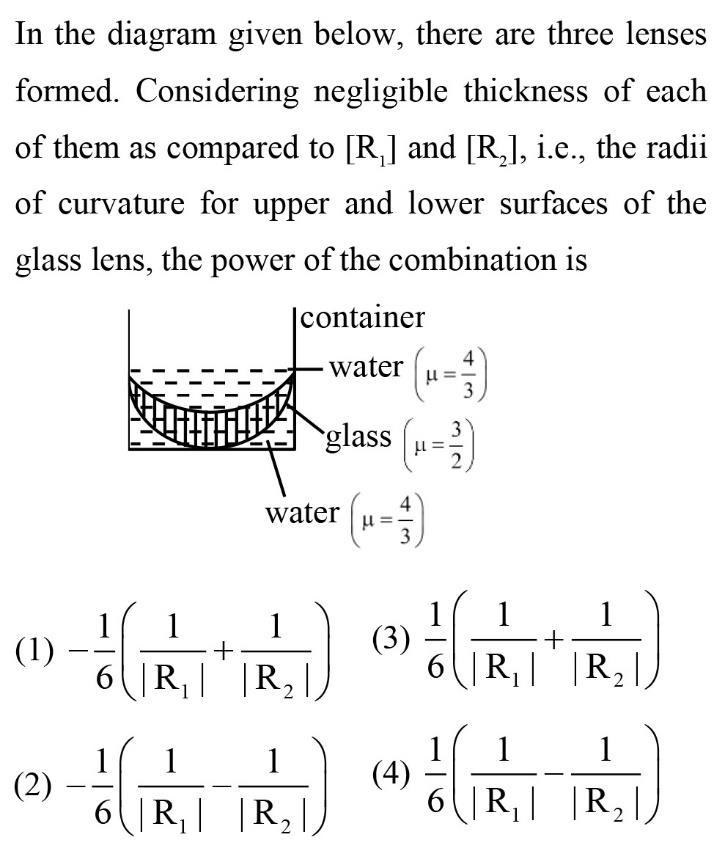 In the diagram given below, there are three lenses
formed. Considering negligible thickness of each
of them as compared to [R₁] and [R₂], i.e., the radii
of curvature for upper and lower surfaces of the
glass lens, the power of the combination is
container
water (μ = 4/3)
glass (μ = 3/2)
water (μ = 4/3)
(1) −1/6 (1/|R₁| + 1/|R₂|)
(3) 1/6 (1/|R₁| + 1/|R₂|)
(2) −1/6 (1/|R₁| − 1/|R₂|)
(4) 1/6 (1/|R₁| − 1/|R₂|)